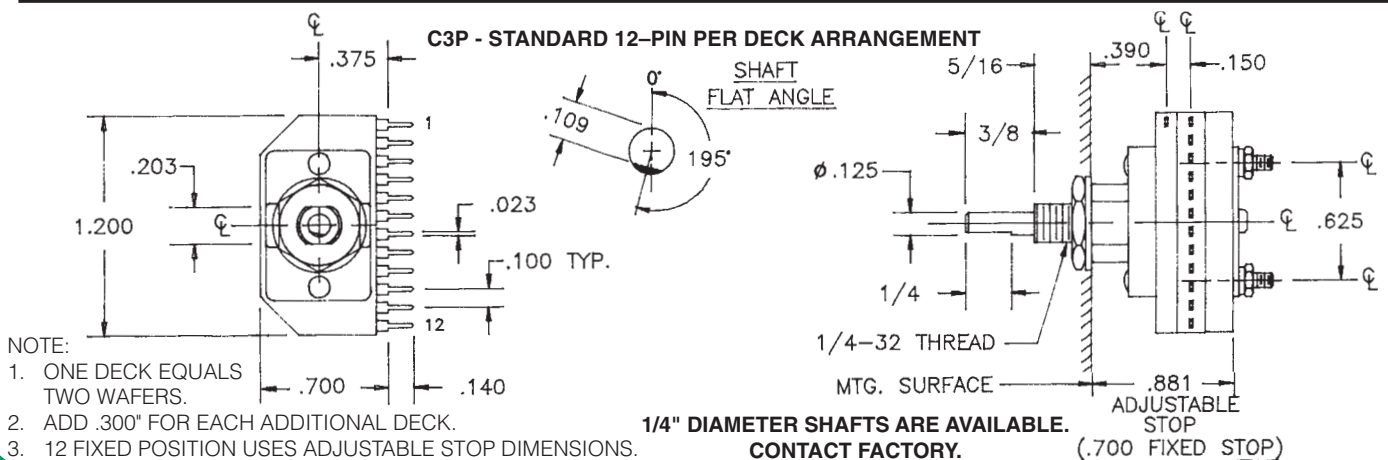 C3P - STANDARD 12–PIN PER DECK ARRANGEMENT
℄
.375
1
.203
1.200
℄
.023
.100 TYP.
12
.700
.140
SHAFT
FLAT ANGLE
0°
.109
195°
℄ ℄
.390
.150
5/16
3/8
Ø.125
℄
℄
.625
℄
1/4
1/4–32 THREAD
MTG. SURFACE
.881
ADJUSTABLE
STOP
(.700 FIXED STOP)
NOTE:
1. ONE DECK EQUALS
TWO WAFERS.
2. ADD .300" FOR EACH ADDITIONAL DECK.
3. 12 FIXED POSITION USES ADJUSTABLE STOP DIMENSIONS.
1/4" DIAMETER SHAFTS ARE AVAILABLE.
CONTACT FACTORY.